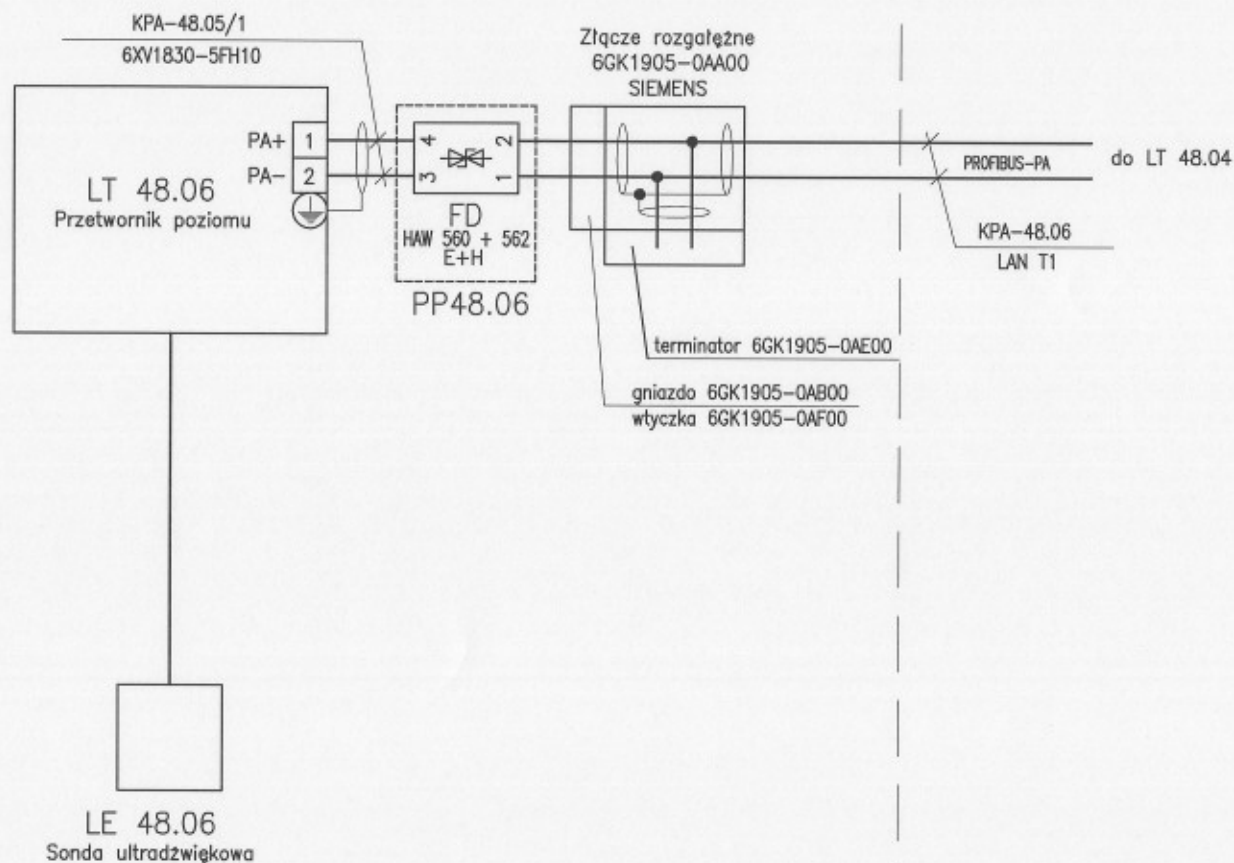 KPA-48.05/1
6XV1830-5FH10
Złącze rozgałęźne
6GK1905-0AA00
SIEMENS
PA+ 1
PA- 2
LT 48.06
Przetwornik poziomu
4 2
3 1
FD
HAW 560 + 562
E+H
PP48.06
PROFIBUS-PA
do LT 48.04
KPA-48.06
LAN T1
terminator 6GK1905-0AE00
gniazdo 6GK1905-0AB00
wtyczka 6GK1905-0AF00
LE 48.06
Sonda ultradźwiękowa